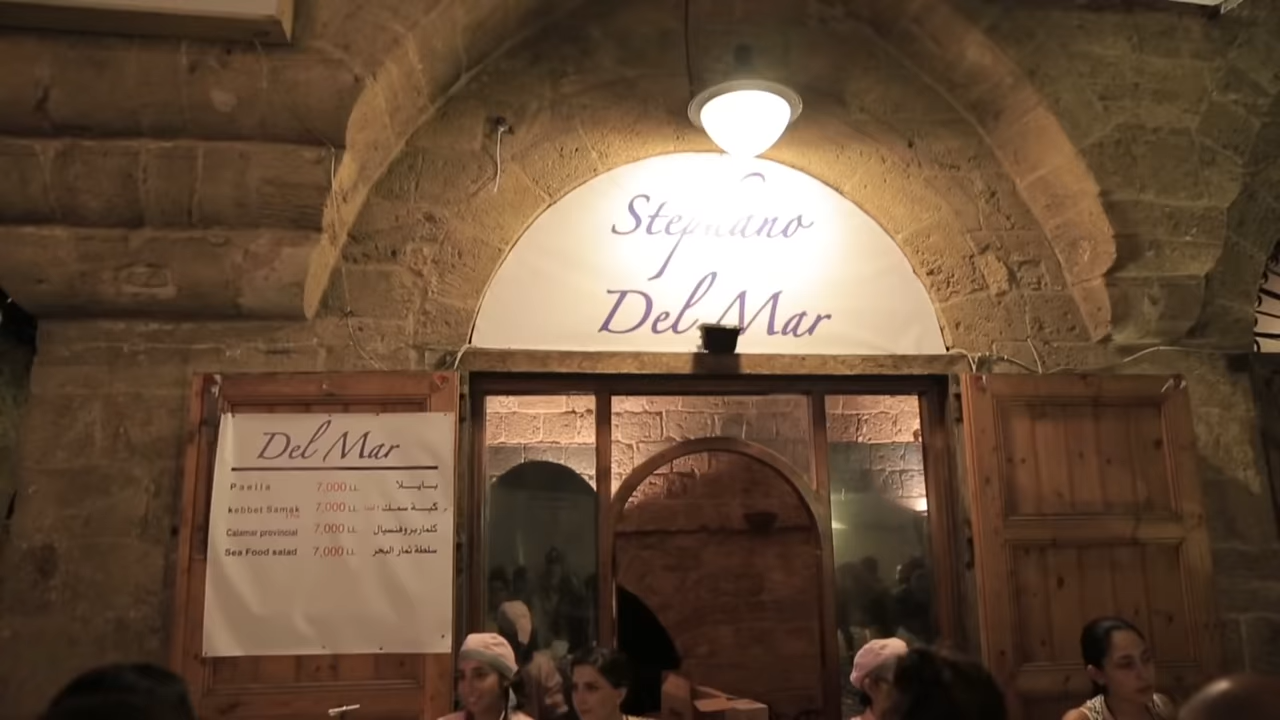 Stephano
Del Mar
Del Mar
Paella 7,000 LL بايلا
kebbet Samak 7,000 LL كبة سمك
Calamar provincial 7,000 LL كلمار بروفنسيال
Sea Food salad 7,000 LL سلطة ثمار البحر